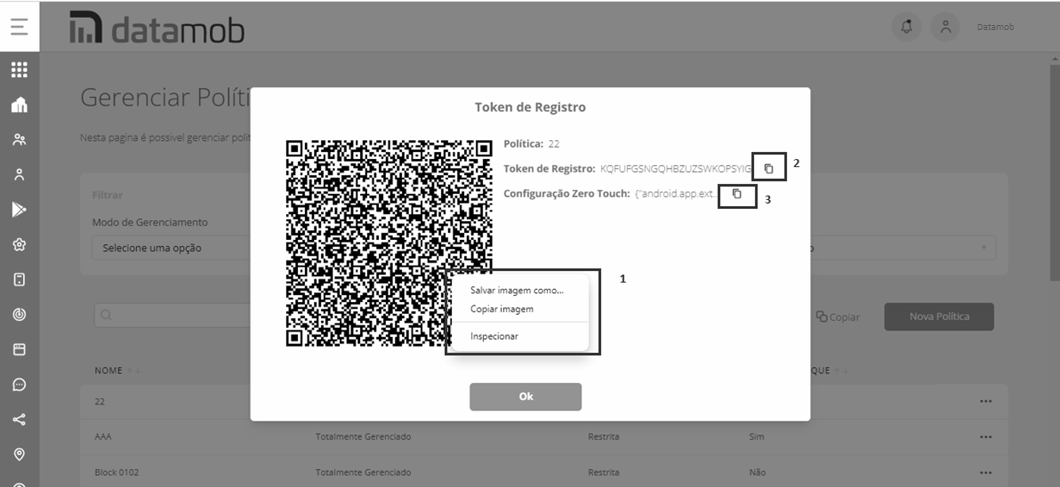 datamob
Datamob
Gerenciar Políti
Nesta pagina é possivel gerenciar polít
Token de Registro
Política: 22
Token de Registro: KQFUFGSNGQHBZUZSWKOPSYIG
2
Configuração Zero Touch: {"android.app.ext.
3
Filtrar
Modo de Gerenciamento
Selecione uma opção
o
1
Salvar imagem como...
Copiar imagem
Inspecionar
Copiar
Nova Política
NOME
QUE
Ok
22
AAA Totalmente Gerenciado Restrita Sim
Block 0102 Totalmente Gerenciado Restrita Não